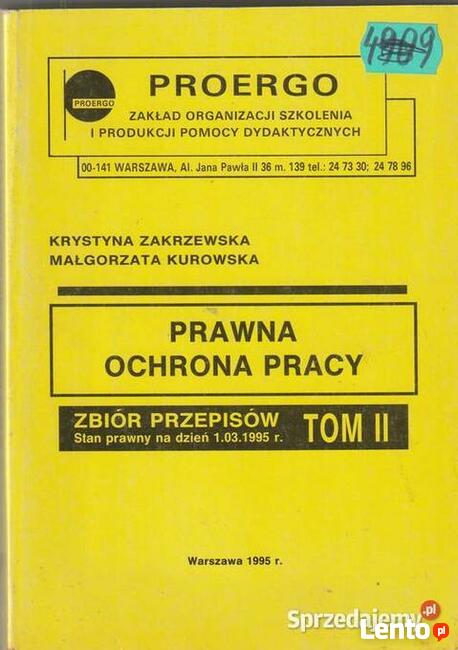 PROERGO
PROERGO
ZAKŁAD ORGANIZACJI SZKOLENIA
I PRODUKCJI POMOCY DYDAKTYCZNYCH
00-141 WARSZAWA, Al. Jana Pawła II 36 m. 139 tel.: 24 73 30; 24 78 96
KRYSTYNA ZAKRZEWSKA
MAŁGORZATA KUROWSKA
PRAWNA
OCHRONA PRACY
ZBIÓR PRZEPISÓW
Stan prawny na dzień 1.03.1995 r.
TOM II
Warszawa 1995 r.
Sprzedajemy.pl
Lento.pl